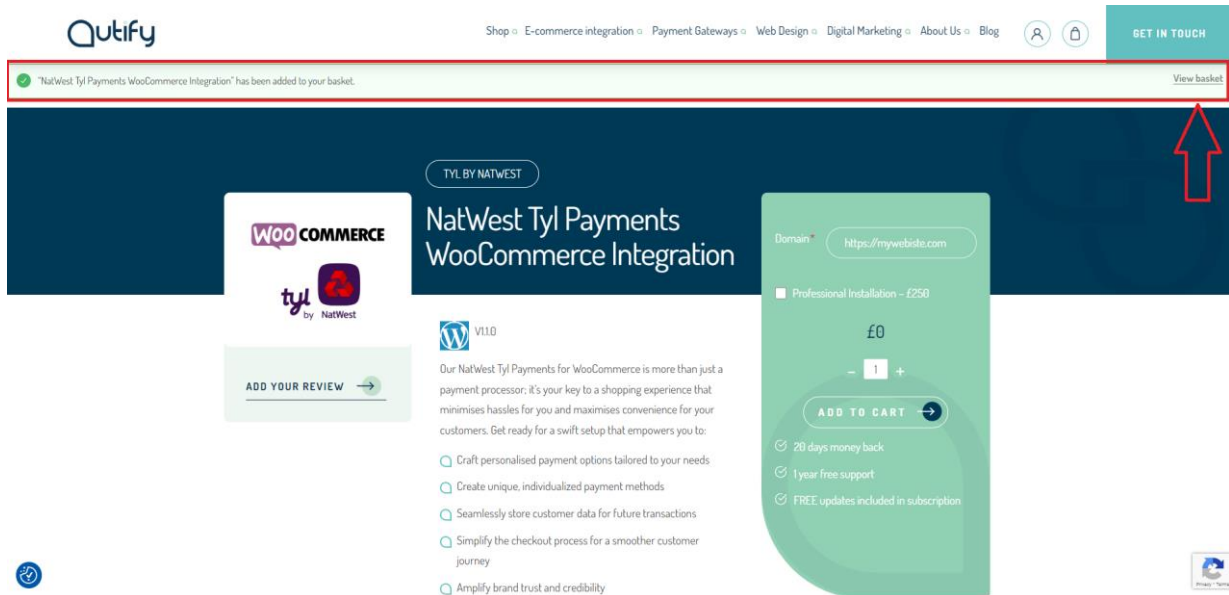 Qutify
Shop E-commerce integration Payment Gateways Web Design Digital Marketing About Us Blog
GET IN TOUCH
"NatWest Tyl Payments WooCommerce Integration" has been added to your basket.
View basket
TYL BY NATWEST
NatWest Tyl Payments
WooCommerce Integration
WOO COMMERCE
tyl
by NatWest
ADD YOUR REVIEW
V1.1.0
Our NatWest Tyl Payments for WooCommerce is more than just a
payment processor; it's your key to a shopping experience that
minimises hassles for you and maximises convenience for your
customers. Get ready for a swift setup that empowers you to:
Craft personalised payment options tailored to your needs
Create unique, individualized payment methods
Seamlessly store customer data for future transactions
Simplify the checkout process for a smoother customer
journey
Amplify brand trust and credibility
Domain* https://mywebiste.com
Professional Installation – £250
£0
– 1 +
ADD TO CART
20 days money back
1 year free support
FREE updates included in subscription
Privacy - Terms